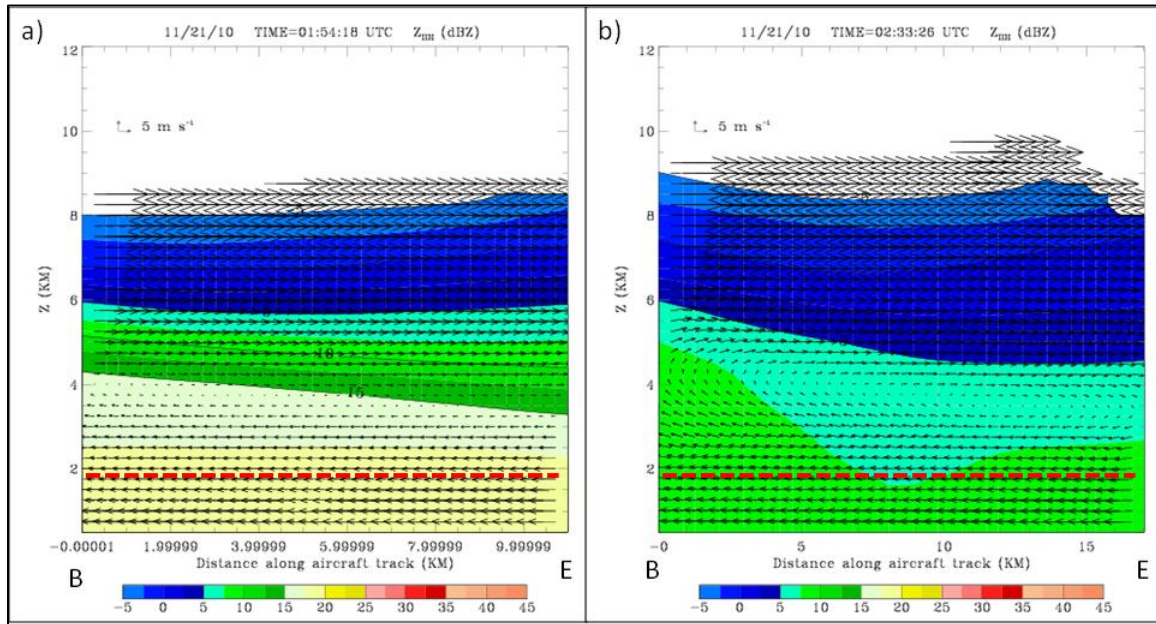 a)
11/21/10 TIME=01:54:18 UTC Z_HH (dBZ)
12
10
8
6
4
2
Z (KM)
5 m s⁻¹
-5
10
15
-0.00001 1.99999 3.99999 5.99999 7.99999 9.99999
Distance along aircraft track (KM)
B E
-5 0 5 10 15 20 25 30 35 40 45
b)
11/21/10 TIME=02:33:26 UTC Z_HH (dBZ)
12
10
8
6
4
2
Z (KM)
5 m s⁻¹
-0 5 10 15
Distance along aircraft track (KM)
B E
-5 0 5 10 15 20 25 30 35 40 45